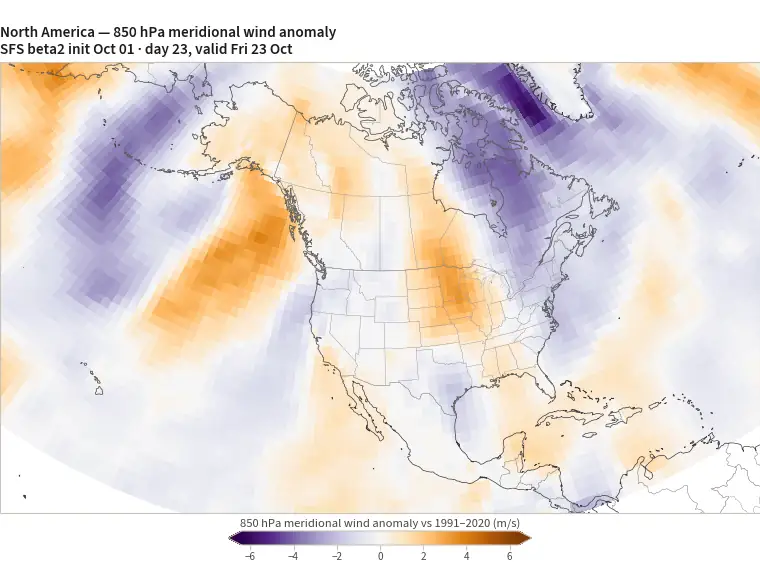 North America — 850 hPa meridional wind anomaly
SFS beta2 init Oct 01 · day 23, valid Fri 23 Oct
850 hPa meridional wind anomaly vs 1991–2020 (m/s)
−6 −4 −2 0 2 4 6